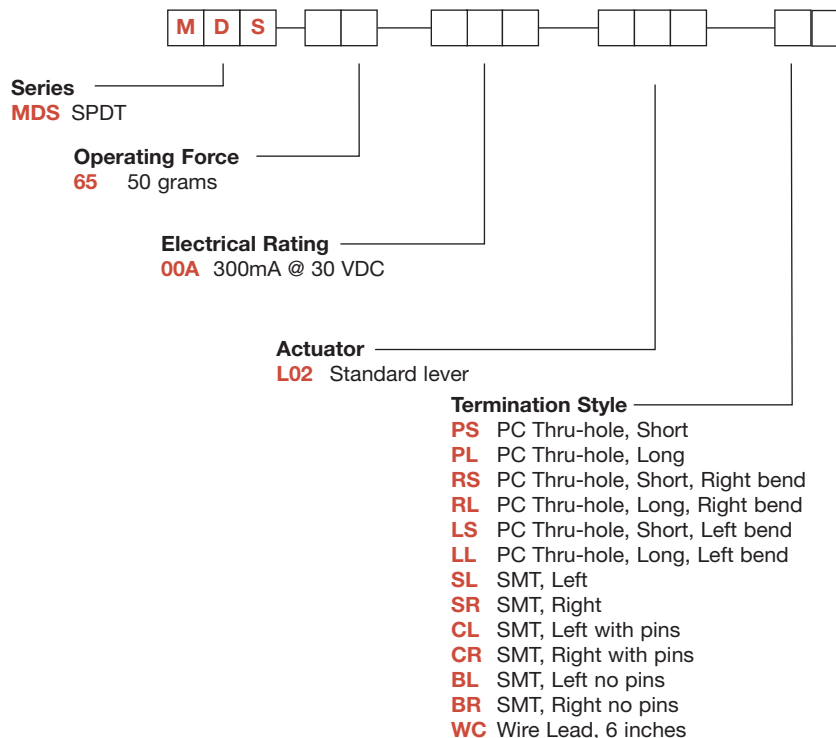 M D S
Series
MDS SPDT
Operating Force
65 50 grams
Electrical Rating
00A 300mA @ 30 VDC
Actuator
L02 Standard lever
Termination Style
PS PC Thru-hole, Short
PL PC Thru-hole, Long
RS PC Thru-hole, Short, Right bend
RL PC Thru-hole, Long, Right bend
LS PC Thru-hole, Short, Left bend
LL PC Thru-hole, Long, Left bend
SL SMT, Left
SR SMT, Right
CL SMT, Left with pins
CR SMT, Right with pins
BL SMT, Left no pins
BR SMT, Right no pins
WC Wire Lead, 6 inches